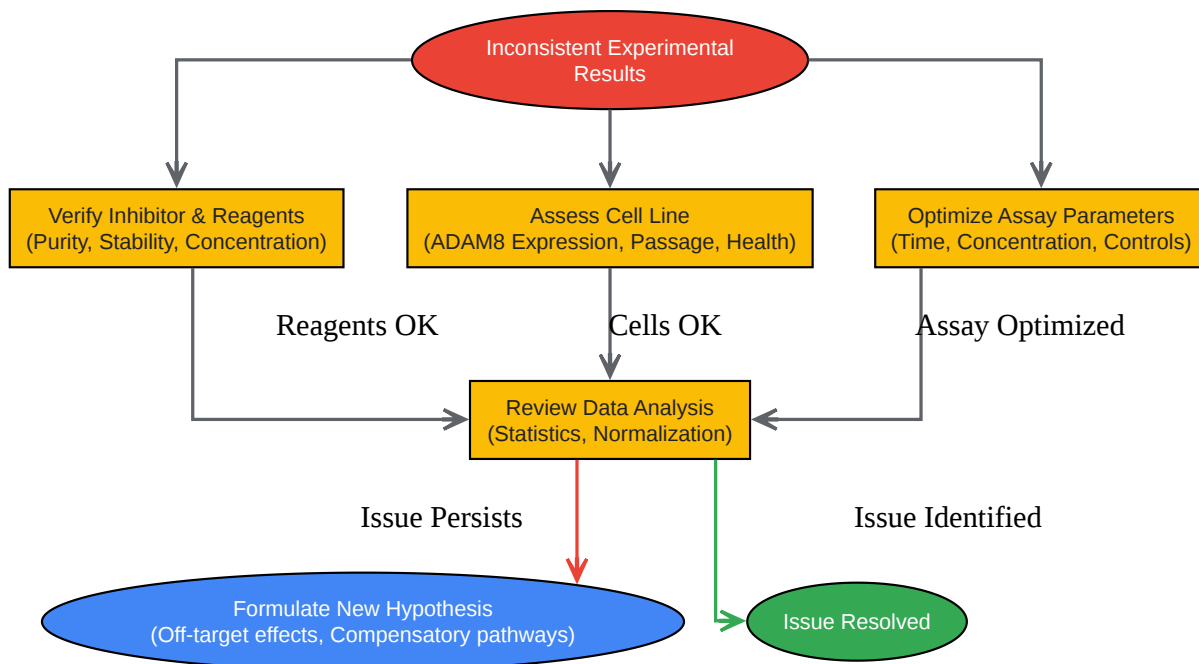 Inconsistent Experimental
Results
Verify Inhibitor & Reagents
(Purity, Stability, Concentration)
Assess Cell Line
(ADAM8 Expression, Passage, Health)
Optimize Assay Parameters
(Time, Concentration, Controls)
Reagents OK
Cells OK
Assay Optimized
Review Data Analysis
(Statistics, Normalization)
Issue Persists
Issue Identified
Formulate New Hypothesis
(Off-target effects, Compensatory pathways)
Issue Resolved